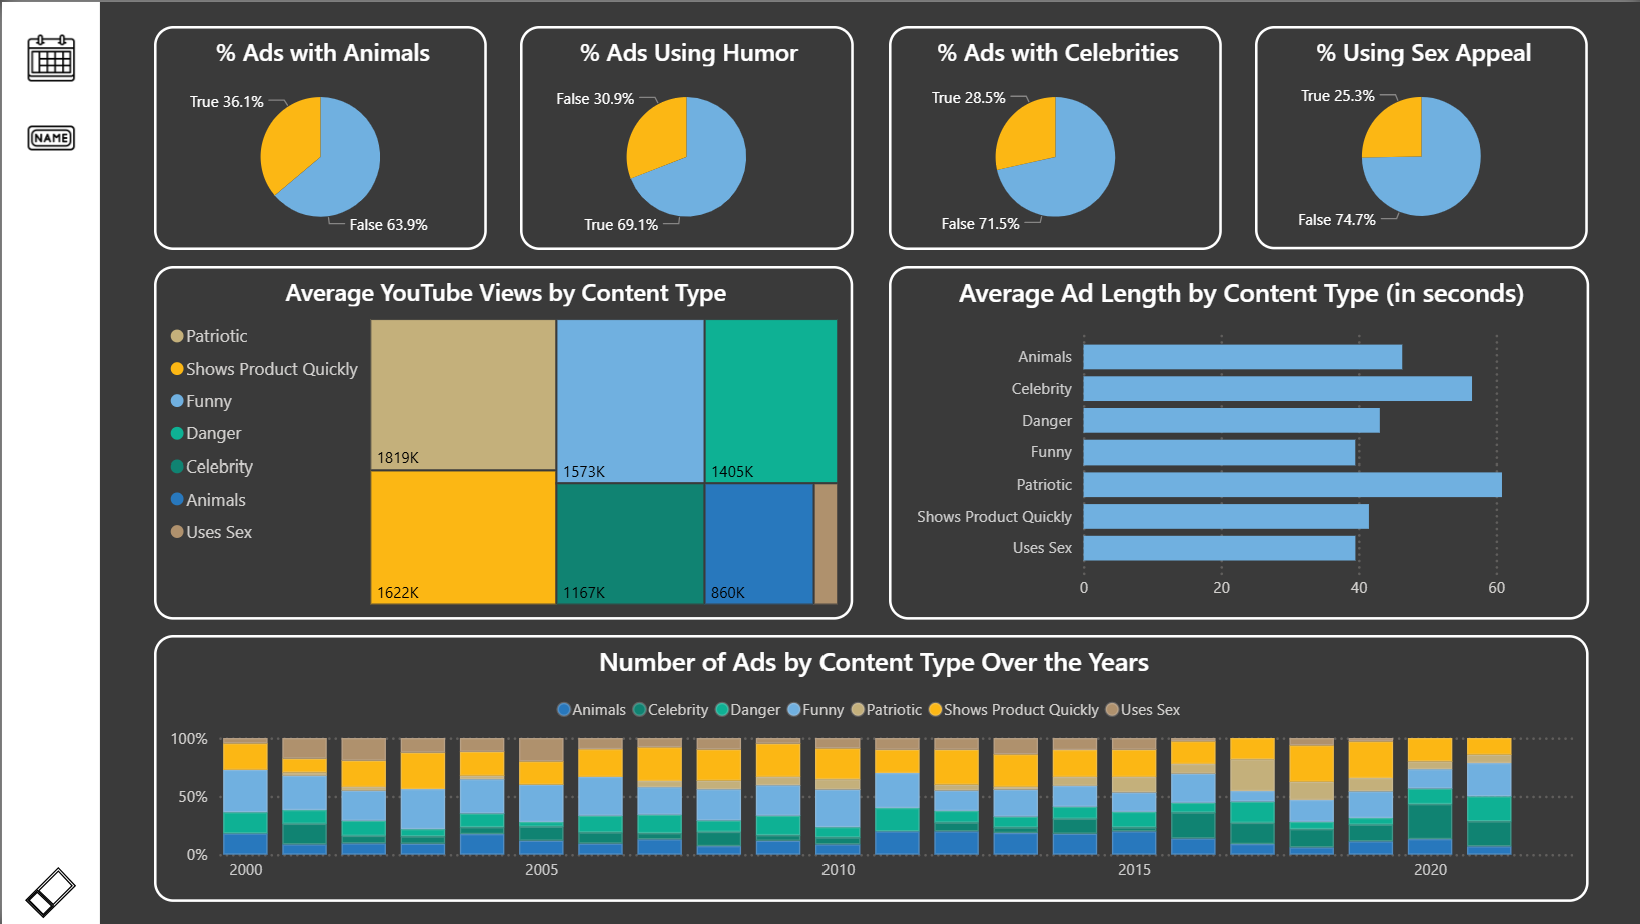 NAME
% Ads with Animals
True 36.1%
False 63.9%
% Ads Using Humor
False 30.9%
True 69.1%
% Ads with Celebrities
True 28.5%
False 71.5%
% Using Sex Appeal
True 25.3%
False 74.7%
Average YouTube Views by Content Type
Patriotic
Shows Product Quickly
Funny
Danger
Celebrity
Animals
Uses Sex
1819K
1573K
1405K
1622K
1167K
860K
Average Ad Length by Content Type (in seconds)
Animals
Celebrity
Danger
Funny
Patriotic
Shows Product Quickly
Uses Sex
0 20 40 60
Number of Ads by Content Type Over the Years
Animals Celebrity Danger Funny Patriotic Shows Product Quickly Uses Sex
100%
50%
0%
2000 2005 2010 2015 2020